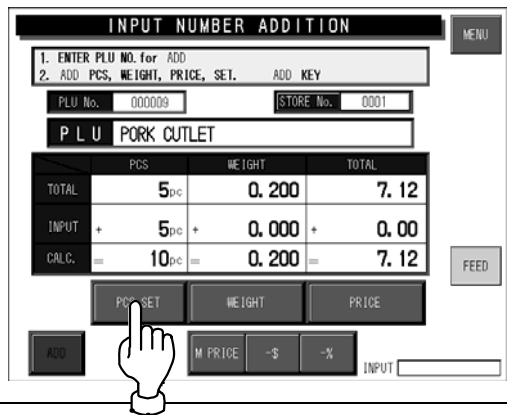 INPUT NUMBER ADDITION
MENU
1. ENTER PLU NO. for ADD
2. ADD PCS, WEIGHT, PRICE, SET. ADD KEY
PLU No. 000009 STORE No. 0001
PLU PORK CUTLET
PCS WEIGHT TOTAL
TOTAL 5pc 0.200 7.12
INPUT + 5pc + 0.000 + 0.00
CALC. = 10pc = 0.200 = 7.12
FEED
PCS SET WEIGHT PRICE
ADD M PRICE -$ -% INPUT